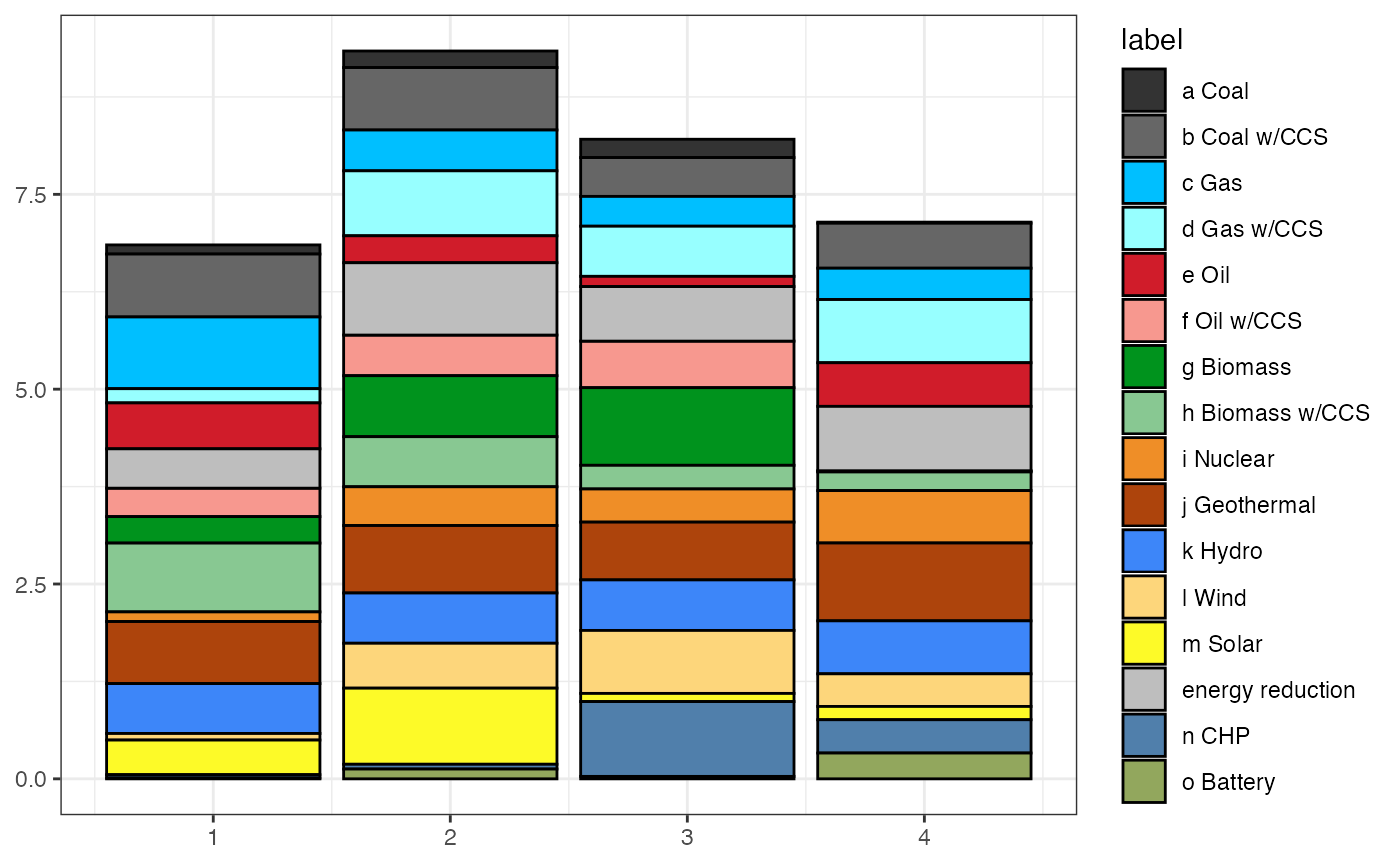 label
a Coal
b Coal w/CCS
c Gas
d Gas w/CCS
e Oil
f Oil w/CCS
g Biomass
h Biomass w/CCS
i Nuclear
j Geothermal
k Hydro
l Wind
m Solar
energy reduction
n CHP
o Battery
7.5
5.0
2.5
0.0
1 2 3 4